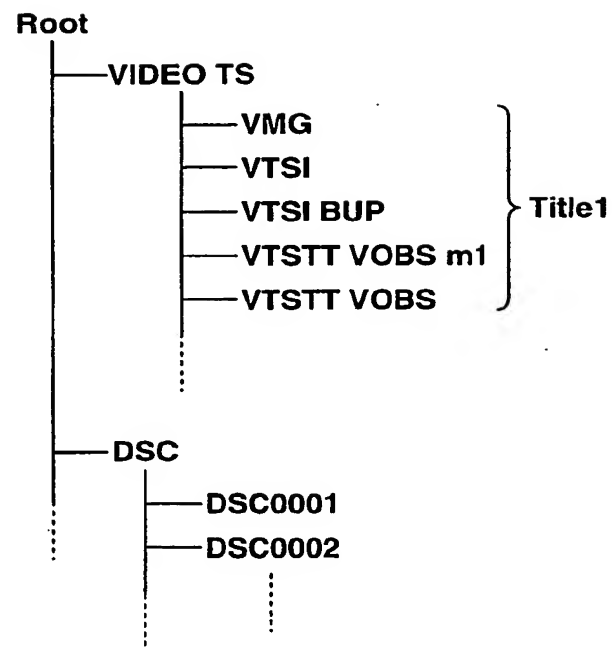 Root
VIDEO TS
VMG
VTSI
VTSI BUP
VTSTT VOBS m1
VTSTT VOBS
Title1
DSC
DSC0001
DSC0002